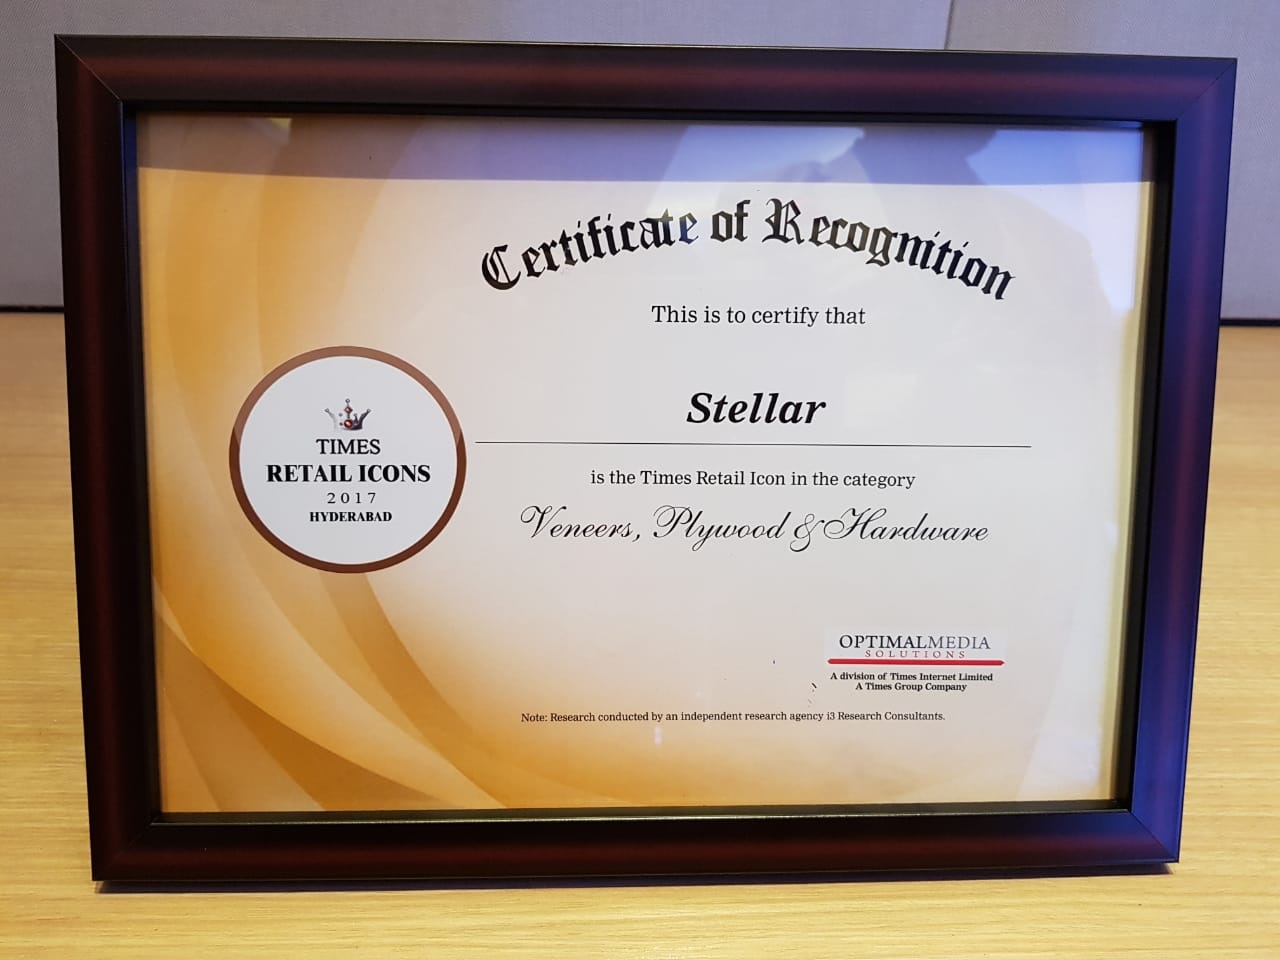 Certificate of Recognition
This is to certify that
Stellar
is the Times Retail Icon in the category
Veneers, Plywood & Hardware
TIMES
RETAIL ICONS
2017
HYDERABAD
OPTIMALMEDIA
SOLUTIONS
A division of Times Internet Limited
A Times Group Company
Note: Research conducted by an independent research agency i3 Research Consultants.